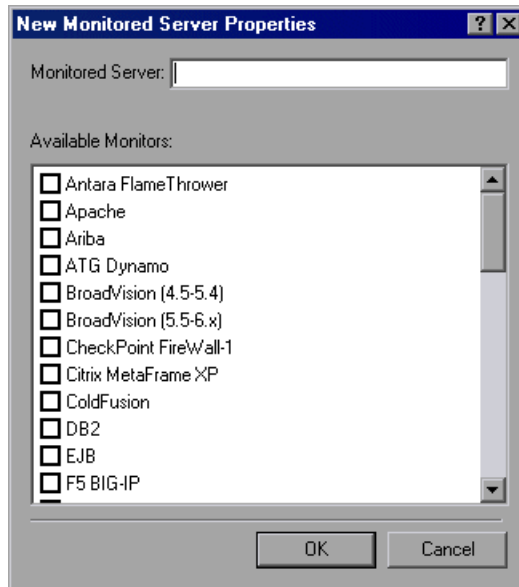 New Monitored Server Properties
Monitored Server:
Available Monitors:
Antara FlameThrower
Apache
Ariba
ATG Dynamo
BroadVision (4.5-5.4)
BroadVision (5.5-6.x)
CheckPoint FireWall-1
Citrix MetaFrame XP
ColdFusion
DB2
EJB
F5 BIG-IP
OK Cancel